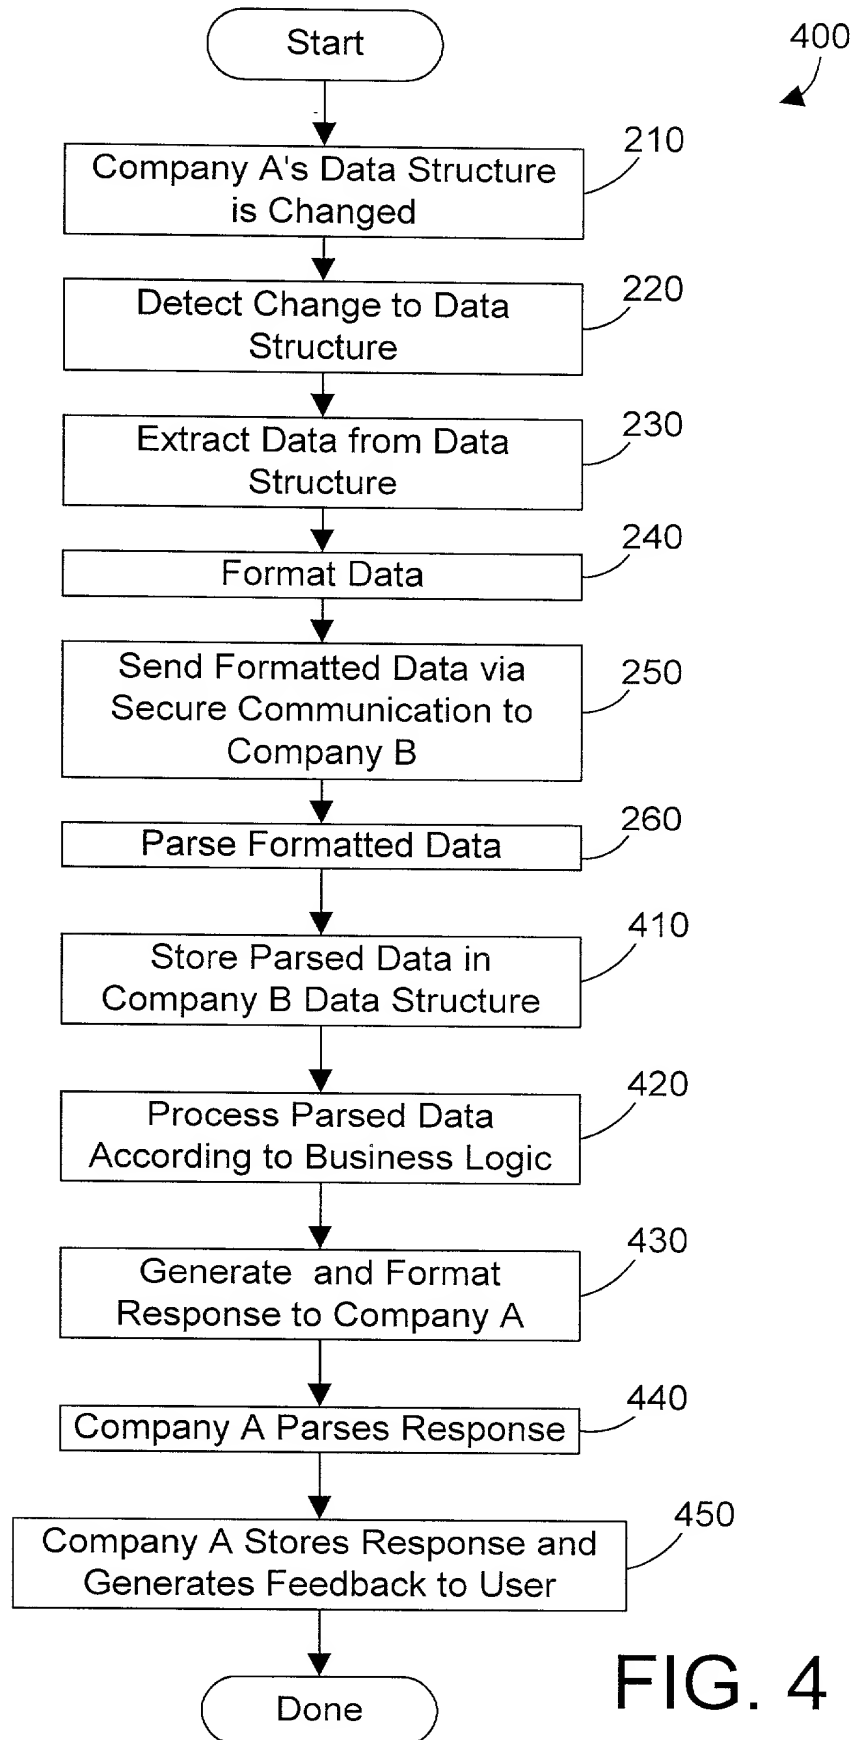 Start
400
210
Company A's Data Structure
is Changed
220
Detect Change to Data
Structure
230
Extract Data from Data
Structure
240
Format Data
Send Formatted Data via
250
Secure Communication to
Company B
260
Parse Formatted Data
410
Store Parsed Data in
Company B Data Structure
420
Process Parsed Data
According to Business Logic
430
Generate and Format
Response to Company A
440
Company A Parses Response
450
Company A Stores Response and
Generates Feedback to User
Done
FIG. 4